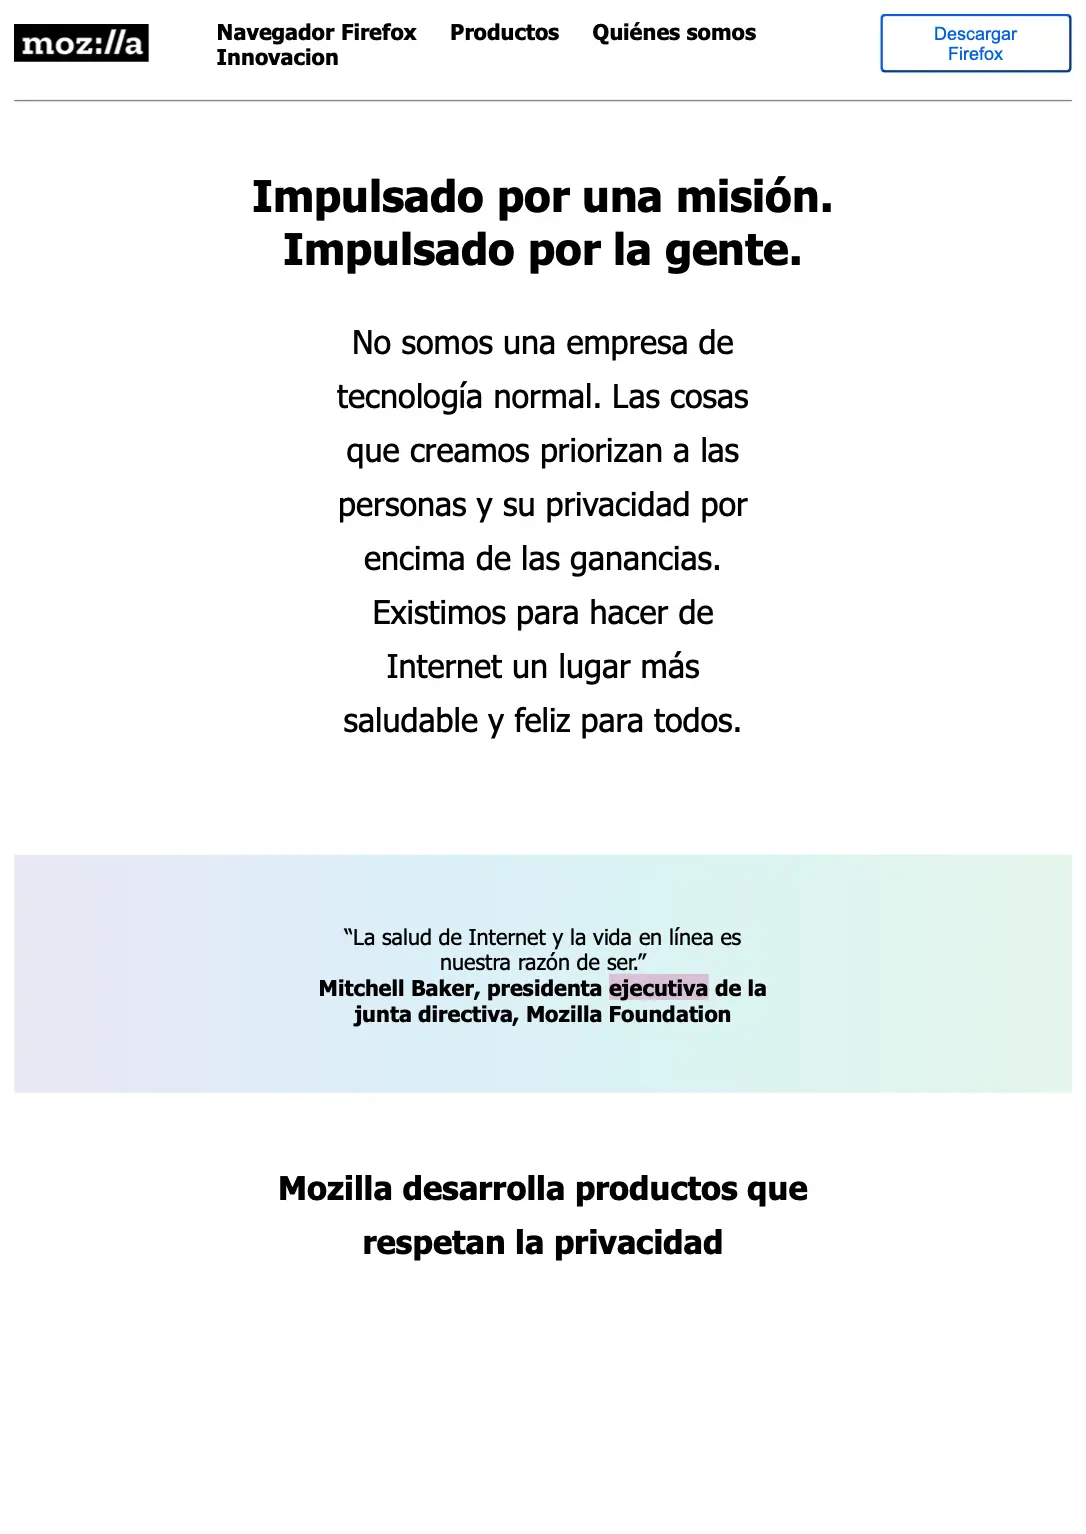 moz://a
Navegador Firefox Productos Quiénes somos
Innovacion
Descargar
Firefox
Impulsado por una misión.
Impulsado por la gente.
No somos una empresa de
tecnología normal. Las cosas
que creamos priorizan a las
personas y su privacidad por
encima de las ganancias.
Existimos para hacer de
Internet un lugar más
saludable y feliz para todos.
“La salud de Internet y la vida en línea es
nuestra razón de ser.”
Mitchell Baker, presidenta ejecutiva de la
junta directiva, Mozilla Foundation
Mozilla desarrolla productos que
respetan la privacidad